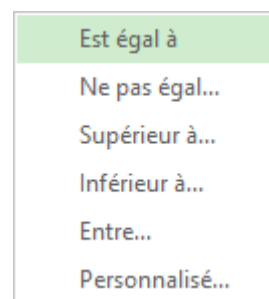 Est égal à
Ne pas égal...
Supérieur à...
Inférieur à...
Entre...
Personnalisé...